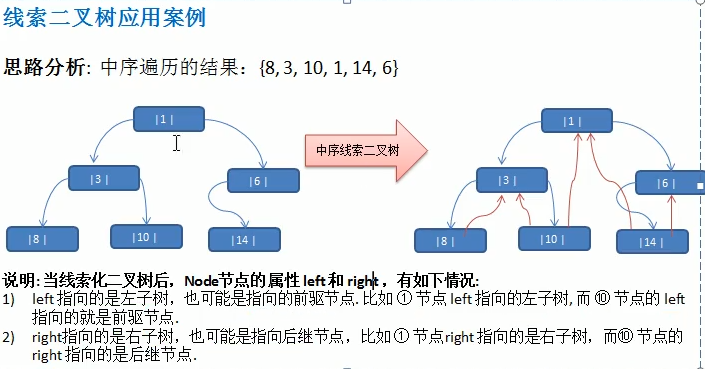 线索二叉树应用案例
思路分析: 中序遍历的结果：{8, 3, 10, 1, 14, 6}
|1 |
|1 |
中序线索二叉树
|3 |
|6 |
|3 |
|6 |
|8 |
|10 |
|14 |
|8 |
|10 |
|14 |
说明: 当线索化二叉树后，Node节点的属性 left 和 right ，有如下情况:
1) left 指向的是左子树，也可能是指向的前驱节点. 比如 ① 节点 left 指向的左子树, 而 ⑩ 节点的 left
指向的就是前驱节点.
2) right指向的是右子树，也可能是指向后继节点，比如 ① 节点right 指向的是右子树，而⑩ 节点的
right 指向的是后继节点.